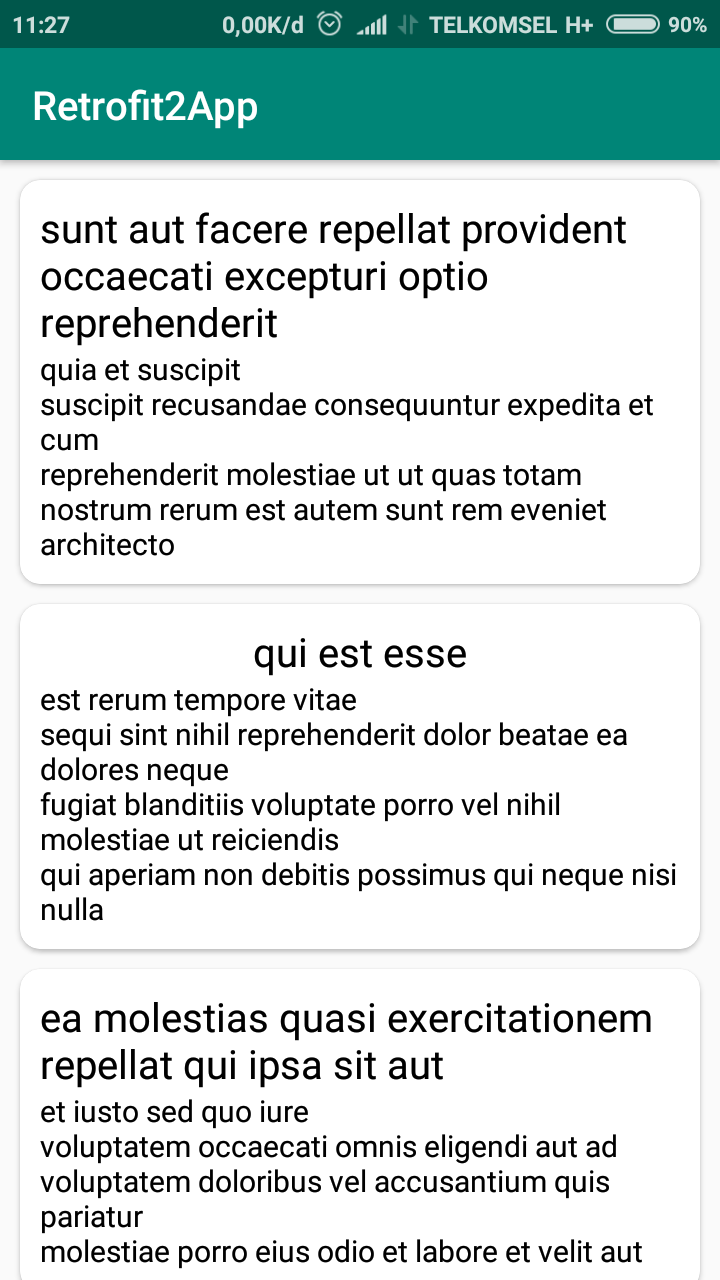 11:27 0,00K/d TELKOMSEL H+ 90%
Retrofit2App
sunt aut facere repellat provident
occaecati excepturi optio
reprehenderit
quia et suscipit
suscipit recusandae consequuntur expedita et
cum
reprehenderit molestiae ut ut quas totam
nostrum rerum est autem sunt rem eveniet
architecto
qui est esse
est rerum tempore vitae
sequi sint nihil reprehenderit dolor beatae ea
dolores neque
fugiat blanditiis voluptate porro vel nihil
molestiae ut reiciendis
qui aperiam non debitis possimus qui neque nisi
nulla
ea molestias quasi exercitationem
repellat qui ipsa sit aut
et iusto sed quo iure
voluptatem occaecati omnis eligendi aut ad
voluptatem doloribus vel accusantium quis
pariatur
molestiae porro eius odio et labore et velit aut